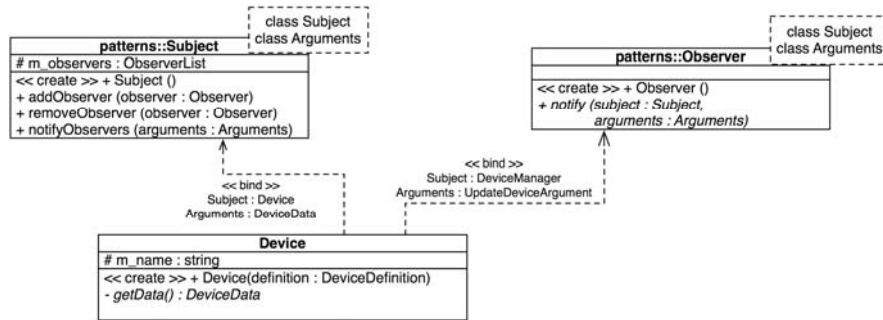 class Subject
class Arguments
patterns::Subject
# m_observers : ObserverList
<< create >> + Subject ()
+ addObserver (observer : Observer)
+ removeObserver (observer : Observer)
+ notifyObservers (arguments : Arguments)
class Subject
class Arguments
patterns::Observer
<< create >> + Observer ()
+ notify (subject : Subject,
arguments : Arguments)
<< bind >>
Subject : Device
Arguments : DeviceData
<< bind >>
Subject : DeviceManager
Arguments : UpdateDeviceArgument
Device
# m_name : string
<< create >> + Device(definition : DeviceDefinition)
- getData() : DeviceData